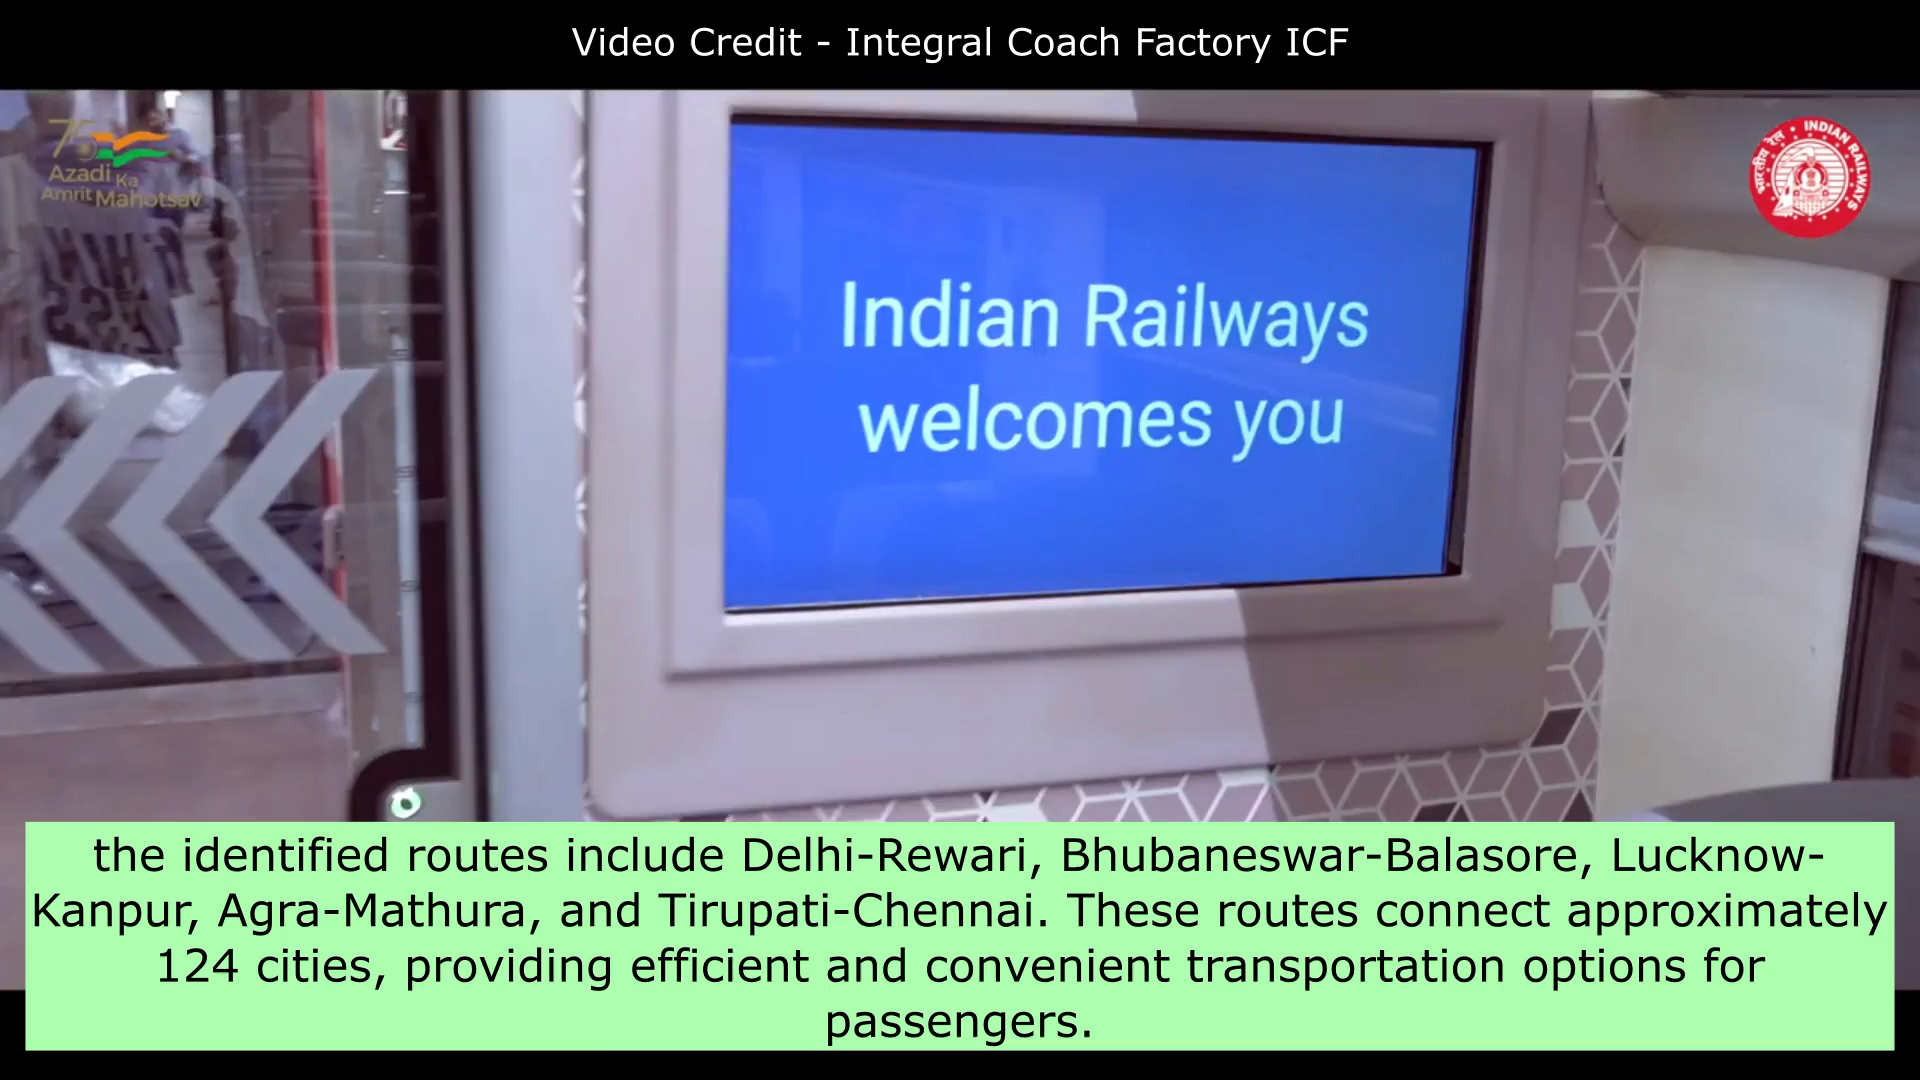 Video Credit - Integral Coach Factory ICF
75
Azadi Ka
Amrit Mahotsav
भारतीय रेल • INDIAN RAILWAYS
Indian Railways
welcomes you
the identified routes include Delhi-Rewari, Bhubaneswar-Balasore, Lucknow-
Kanpur, Agra-Mathura, and Tirupati-Chennai. These routes connect approximately
124 cities, providing efficient and convenient transportation options for
passengers.